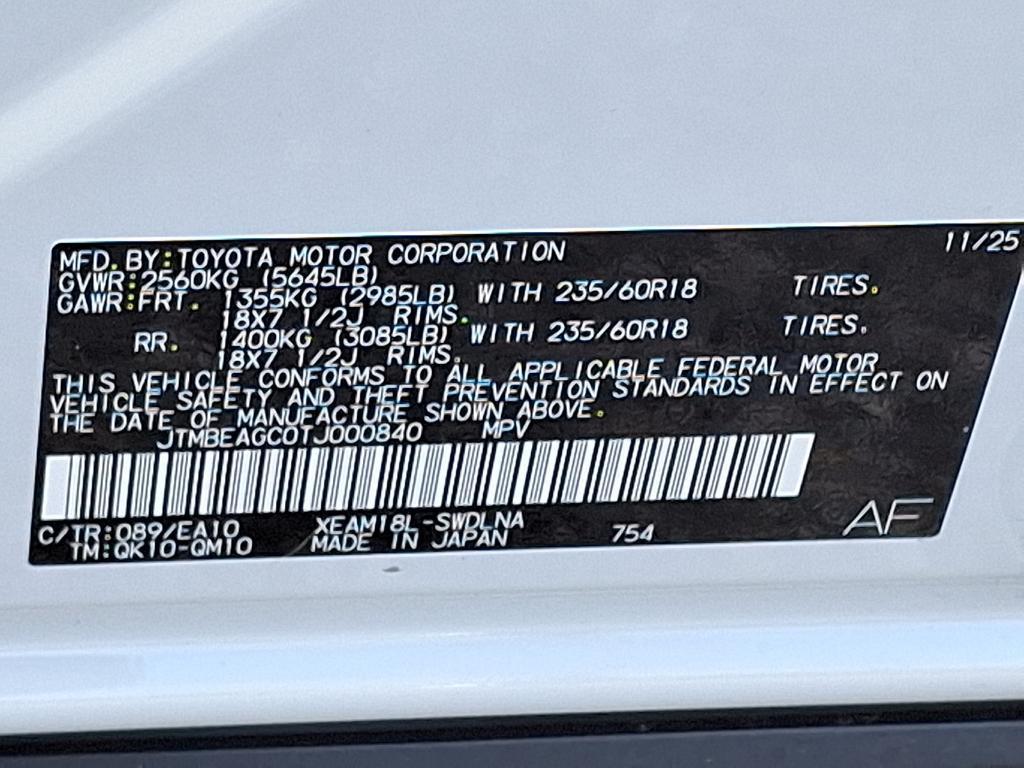 MFD. BY: TOYOTA MOTOR CORPORATION 11/25
GVWR: 2560KG (5645LB)
GAWR: FRT. 1355KG (2985LB) WITH 235/60R18 TIRES.
18X7 1/2J RIMS.
RR. 1400KG (3085LB) WITH 235/60R18 TIRES.
18X7 1/2J RIMS.
THIS VEHICLE CONFORMS TO ALL APPLICABLE FEDERAL MOTOR
VEHICLE SAFETY AND THEFT PREVENTION STANDARDS IN EFFECT ON
THE DATE OF MANUFACTURE SHOWN ABOVE.
JTMBEAGC0TJ000840 MPV
C/TR: 089/EA10 XEAM18L-SWDLNA
TM: QK10-QM10 MADE IN JAPAN 754 AF